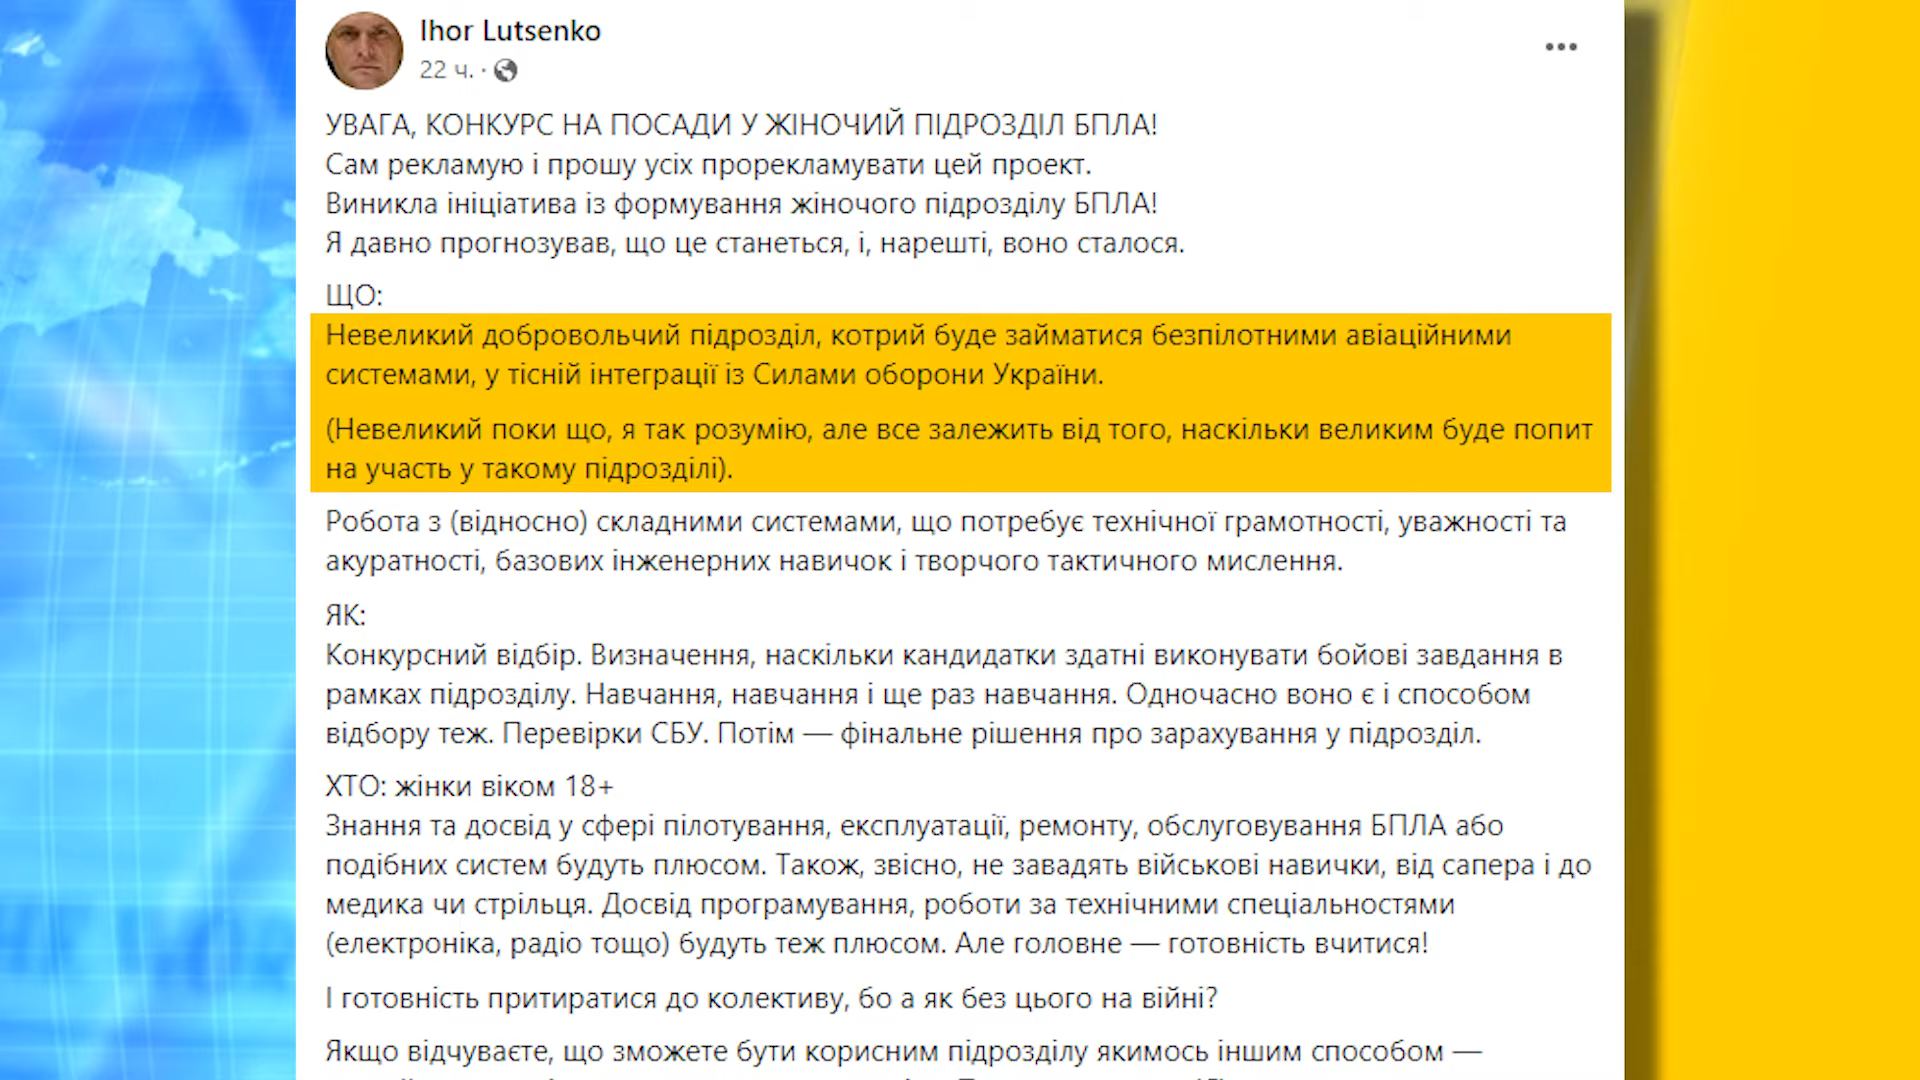 Ihor Lutsenko
22 ч. ·
УВАГА, КОНКУРС НА ПОСАДИ У ЖІНОЧИЙ ПІДРОЗДІЛ БПЛА!
Сам рекламую і прошу усіх прорекламувати цей проект.
Виникла ініціатива із формування жіночого підрозділу БПЛА!
Я давно прогнозував, що це станеться, і, нарешті, воно сталося.
ЩО:
Невеликий добровольчий підрозділ, котрий буде займатися безпілотними авіаційними
системами, у тісній інтеграції із Силами оборони України.
(Невеликий поки що, я так розумію, але все залежить від того, наскільки великим буде попит
на участь у такому підрозділі).
Робота з (відносно) складними системами, що потребує технічної грамотності, уважності та
акуратності, базових інженерних навичок і творчого тактичного мислення.
ЯК:
Конкурсний відбір. Визначення, наскільки кандидатки здатні виконувати бойові завдання в
рамках підрозділу. Навчання, навчання і ще раз навчання. Одночасно воно є і способом
відбору теж. Перевірки СБУ. Потім — фінальне рішення про зарахування у підрозділ.
ХТО: жінки віком 18+
Знання та досвід у сфері пілотування, експлуатації, ремонту, обслуговування БПЛА або
подібних систем будуть плюсом. Також, звісно, не завадять військові навички, від сапера і до
медика чи стрільця. Досвід програмування, роботи за технічними спеціальностями
(електроніка, радіо тощо) будуть теж плюсом. Але головне — готовність вчитися!
І готовність притиратися до колективу, бо а як без цього на війні?
Якщо відчуваєте, що зможете бути корисним підрозділу якимось іншим способом —